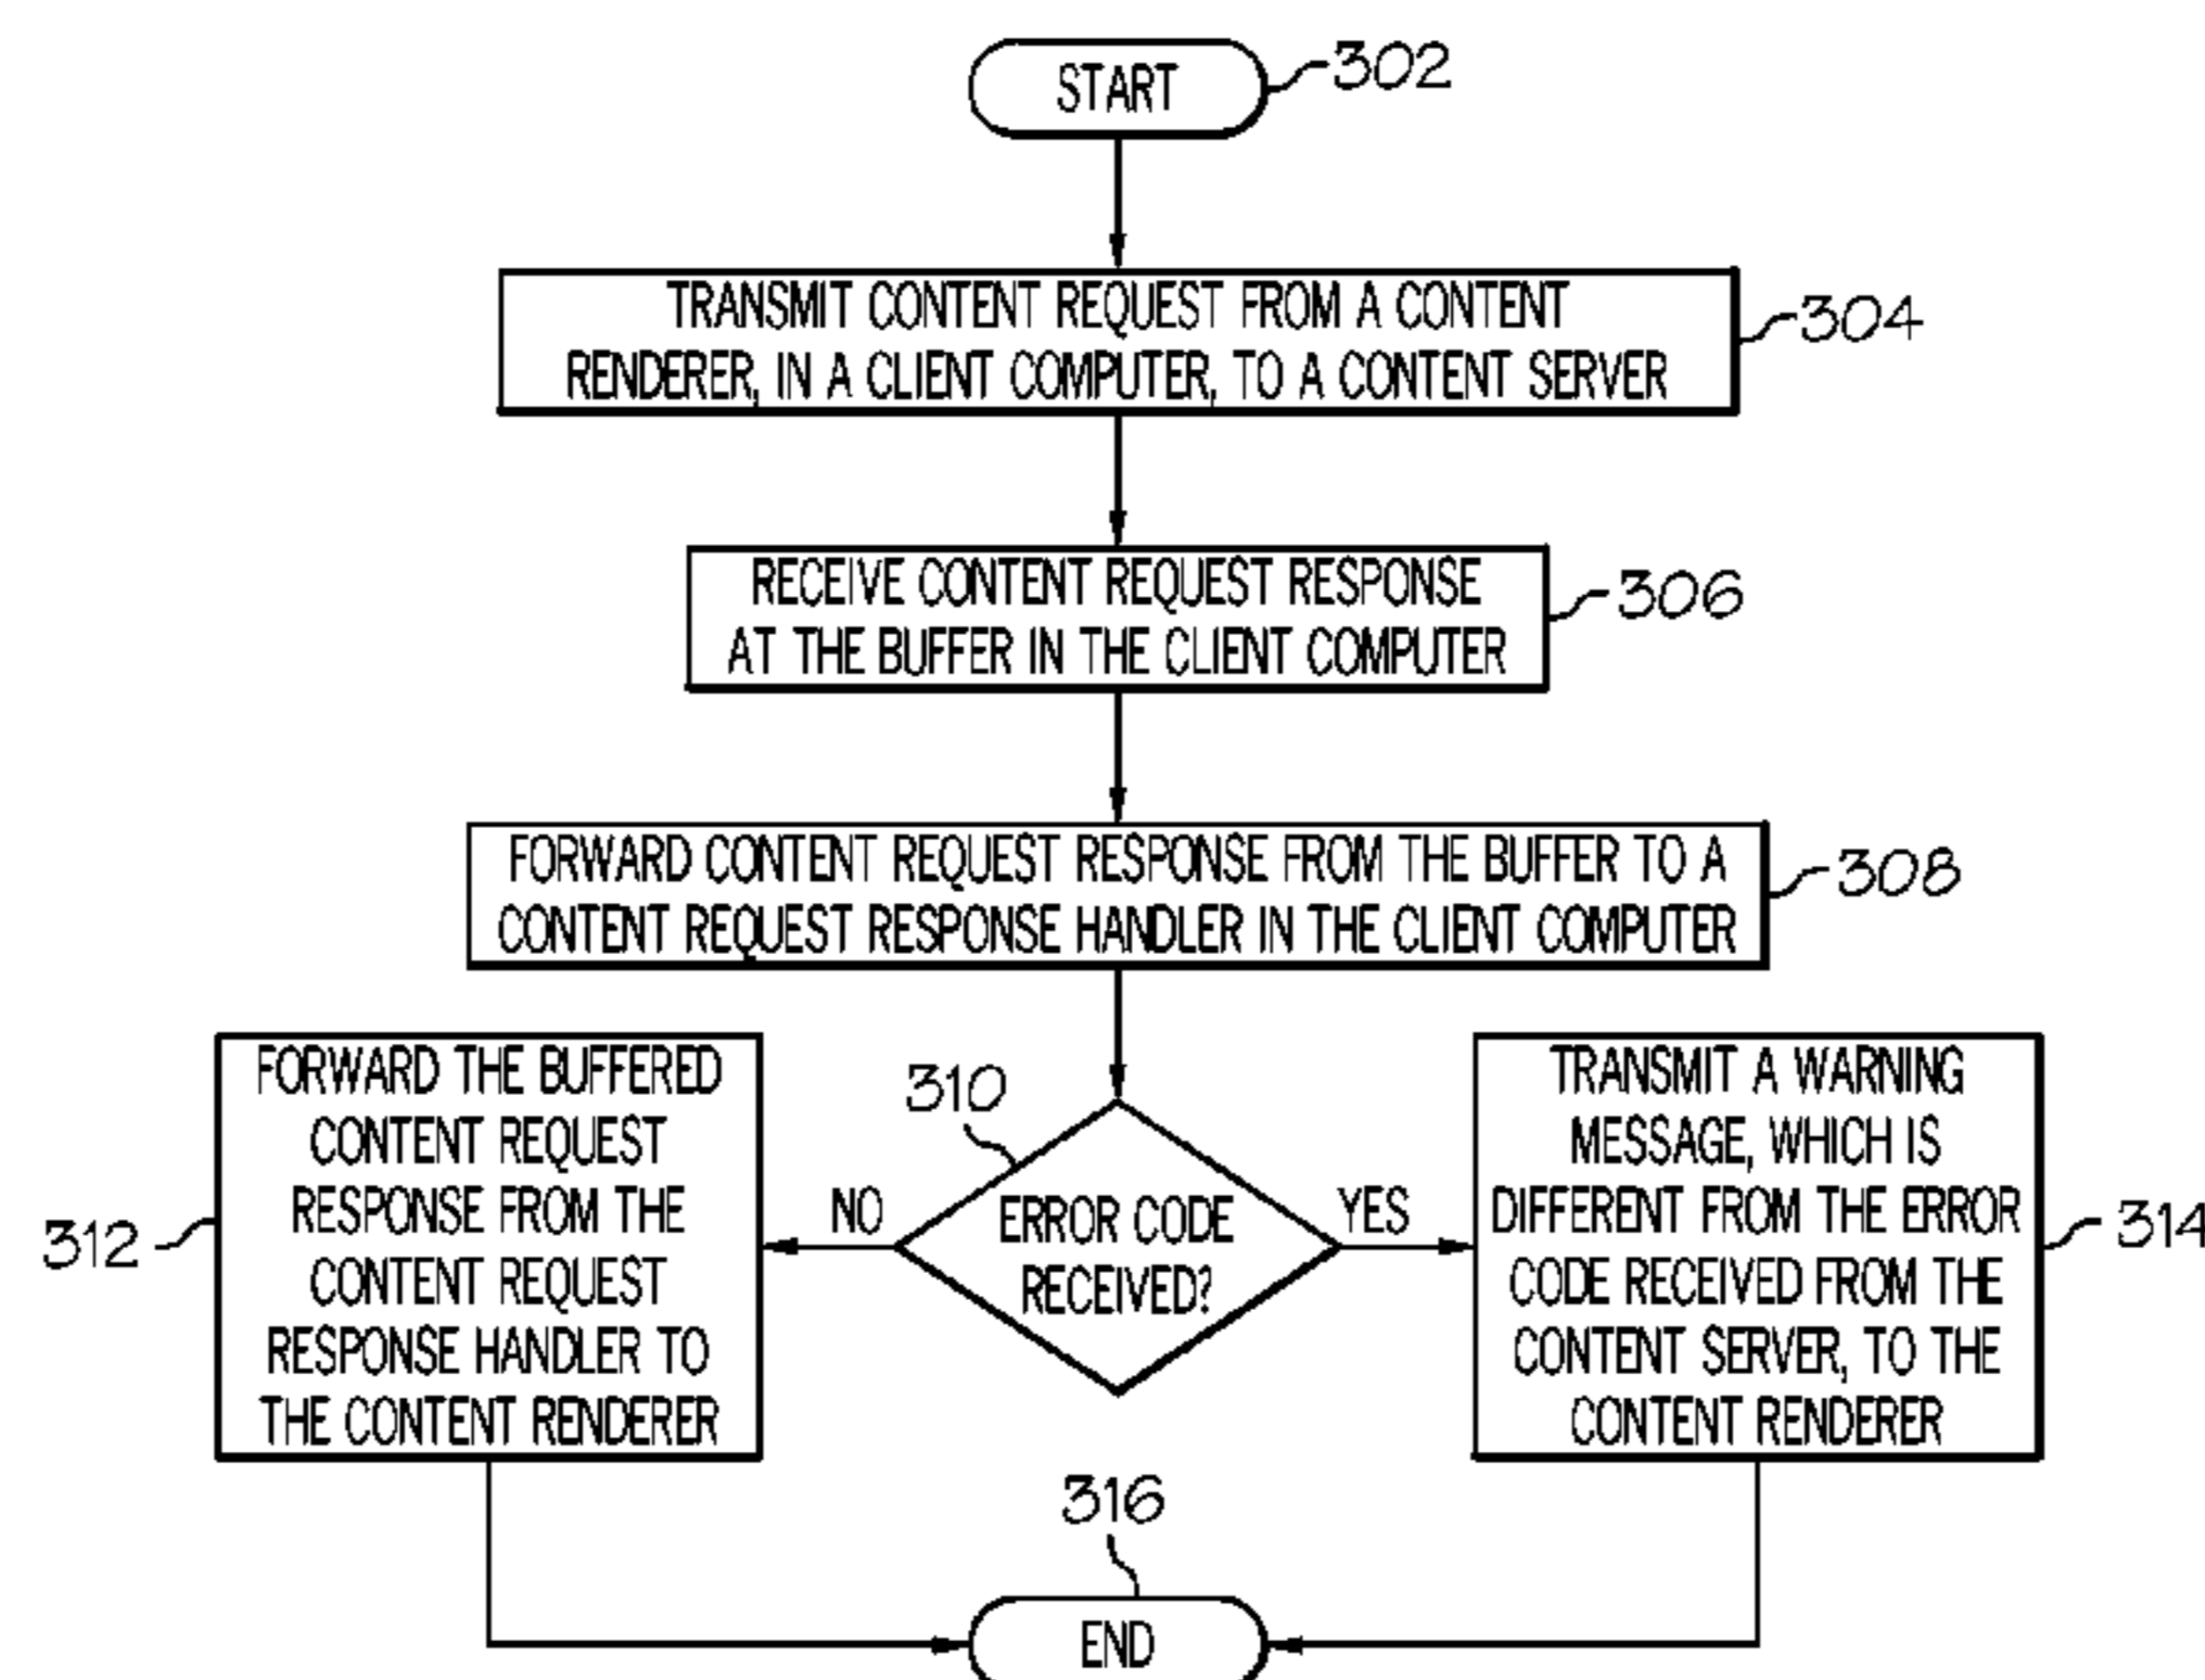 START
302
TRANSMIT CONTENT REQUEST FROM A CONTENT
RENDERER, IN A CLIENT COMPUTER, TO A CONTENT SERVER
304
RECEIVE CONTENT REQUEST RESPONSE
AT THE BUFFER IN THE CLIENT COMPUTER
306
FORWARD CONTENT REQUEST RESPONSE FROM THE BUFFER TO A
CONTENT REQUEST RESPONSE HANDLER IN THE CLIENT COMPUTER
308
310
ERROR CODE
RECEIVED?
NO
YES
FORWARD THE BUFFERED
CONTENT REQUEST
RESPONSE FROM THE
CONTENT REQUEST
RESPONSE HANDLER TO
THE CONTENT RENDERER
312
TRANSMIT A WARNING
MESSAGE, WHICH IS
DIFFERENT FROM THE ERROR
CODE RECEIVED FROM THE
CONTENT SERVER, TO THE
CONTENT RENDERER
314
316
END